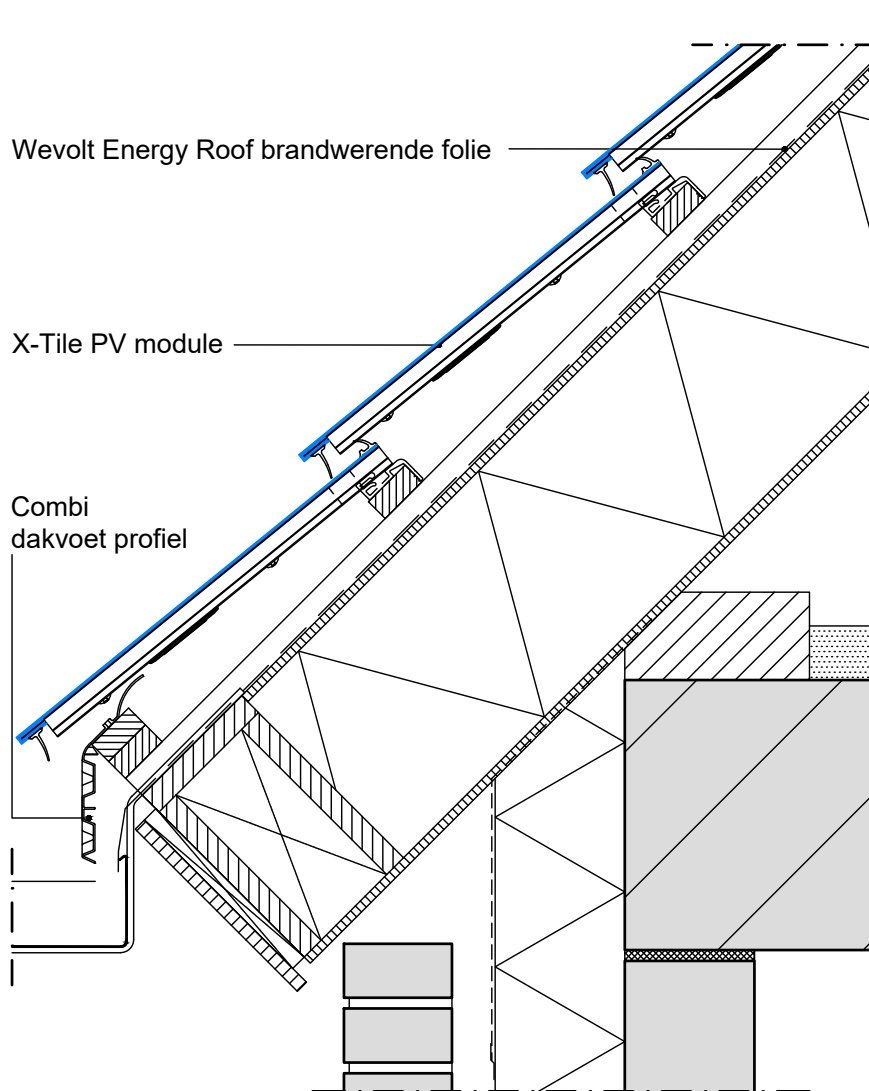 Wevolt Energy Roof brandwerende folie
X-Tile PV module
Combi
dakvoet profiel